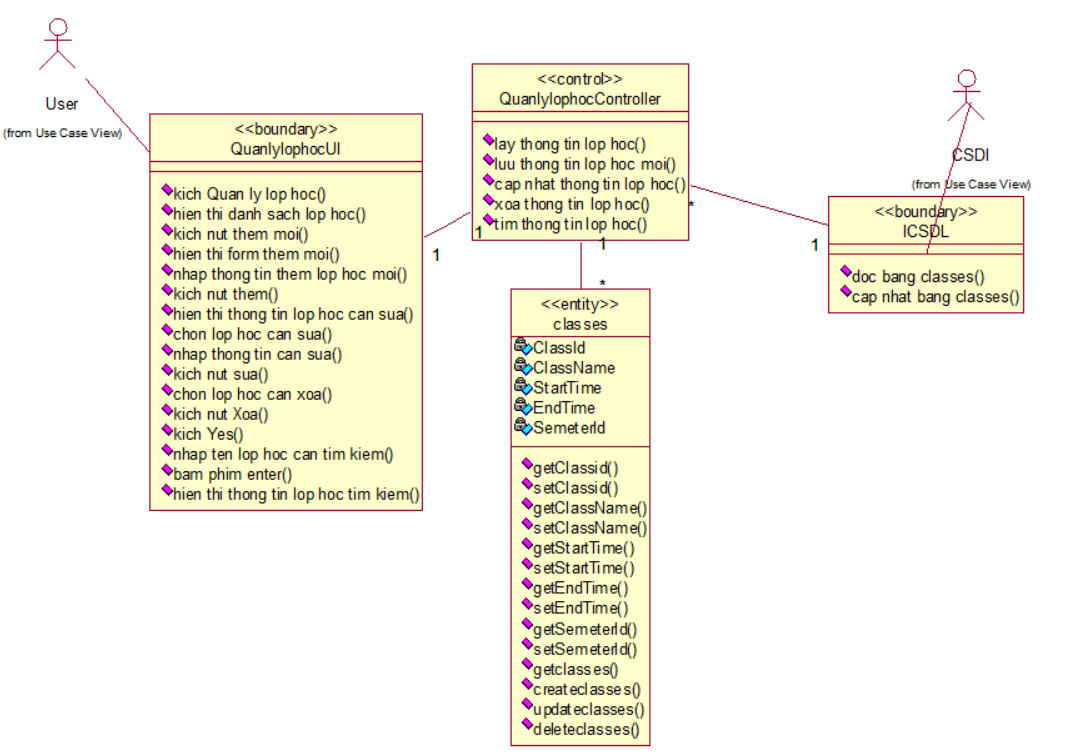 User
(from Use Case View)
<<boundary>>
QuanlylophocUI
kich Quan ly lop hoc()
hien thi danh sach lop hoc()
kich nut them moi()
hien thi form them moi()
nhap thong tin them lop hoc moi()
kich nut them()
hien thi thong tin lop hoc can sua()
chon lop hoc can sua()
nhap thong tin can sua()
kich nut sua()
chon lop hoc can xoa()
kich nut Xoa()
kich Yes()
nhap ten lop hoc can tim kiem()
bam phim enter()
hien thi thong tin lop hoc tim kiem()
1
1
<<control>>
QuanlylophocController
lay thong tin lop hoc()
luu thong tin lop hoc moi()
cap nhat thong tin lop hoc()
xoa thong tin lop hoc()
tim thong tin lop hoc()
1
*
<<entity>>
classes
ClassId
ClassName
StartTime
EndTime
SemeterId
getClassid()
setClassid()
getClassName()
setClassName()
getStartTime()
setStartTime()
getEndTime()
setEndTime()
getSemeterId()
setSemeterId()
getclasses()
createclasses()
updateclasses()
deleteclasses()
*
1
CSDl
(from Use Case View)
<<boundary>>
ICSDL
doc bang classes()
cap nhat bang classes()